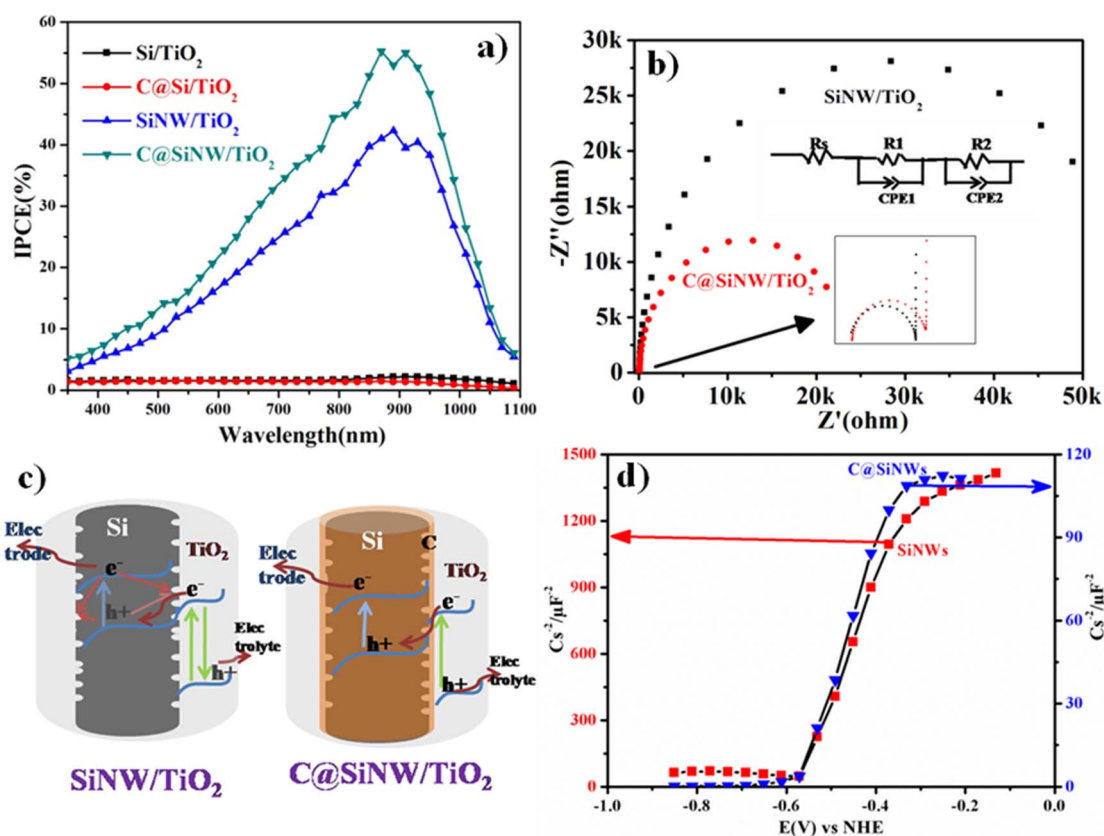 a)
Si/TiO₂
C@Si/TiO₂
SiNW/TiO₂
C@SiNW/TiO₂
60
50
40
30
20
10
0
IPCE(%)
400 500 600 700 800 900 1000 1100
Wavelength(nm)
b)
30k
25k
20k
15k
10k
5k
0
-Z''(ohm)
SiNW/TiO₂
Rs R1 R2
CPE1 CPE2
C@SiNW/TiO₂
0 10k 20k 30k 40k 50k
Z'(ohm)
c)
Si
Elec
trode
TiO₂
e⁻
e⁻
h+
Elec
trolyte
h+
SiNW/TiO₂
Si
C
Elec
trode
TiO₂
e⁻
e⁻
h+
Elec
trolyte
h+
C@SiNW/TiO₂
d)
1500
1200
900
600
300
0
Cs⁻²/µF⁻²
C@SiNWs
SiNWs
120
90
60
30
0
Cs⁻²/µF⁻²
-1.0 -0.8 -0.6 -0.4 -0.2 0.0
E(V) vs NHE